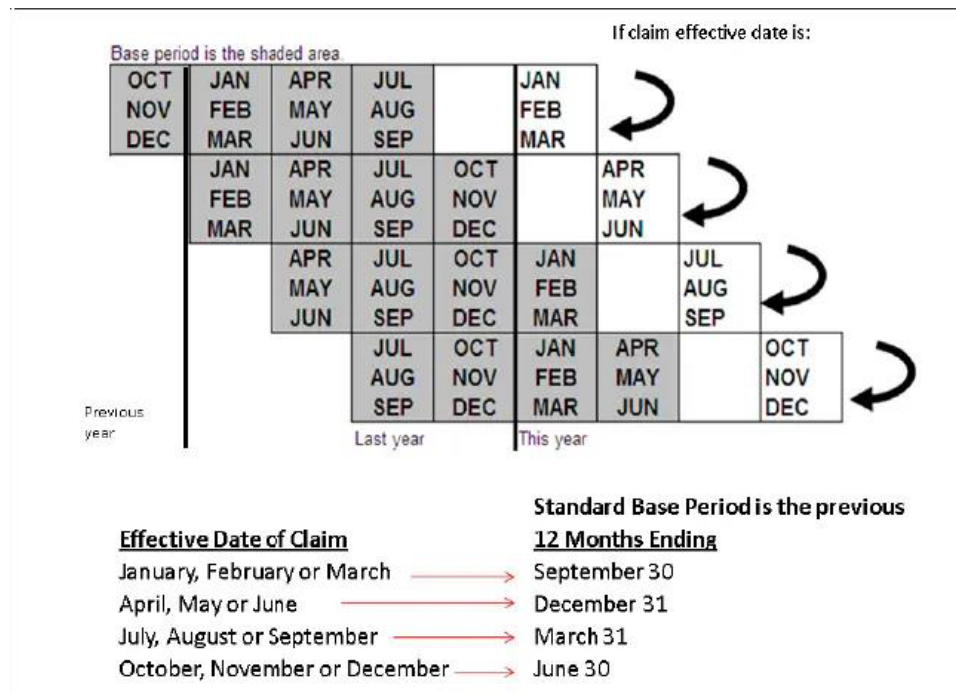 If claim effective date is:
Base period is the shaded area.
OCT JAN APR JUL JAN
NOV FEB MAY AUG FEB
DEC MAR JUN SEP MAR
JAN APR JUL OCT APR
FEB MAY AUG NOV MAY
MAR JUN SEP DEC JUN
APR JUL OCT JAN JUL
MAY AUG NOV FEB AUG
JUN SEP DEC MAR SEP
JUL OCT JAN APR OCT
AUG NOV FEB MAY NOV
SEP DEC MAR JUN DEC
Previous
year
Last year This year
Standard Base Period is the previous
Effective Date of Claim 12 Months Ending
January, February or March September 30
April, May or June December 31
July, August or September March 31
October, November or December June 30